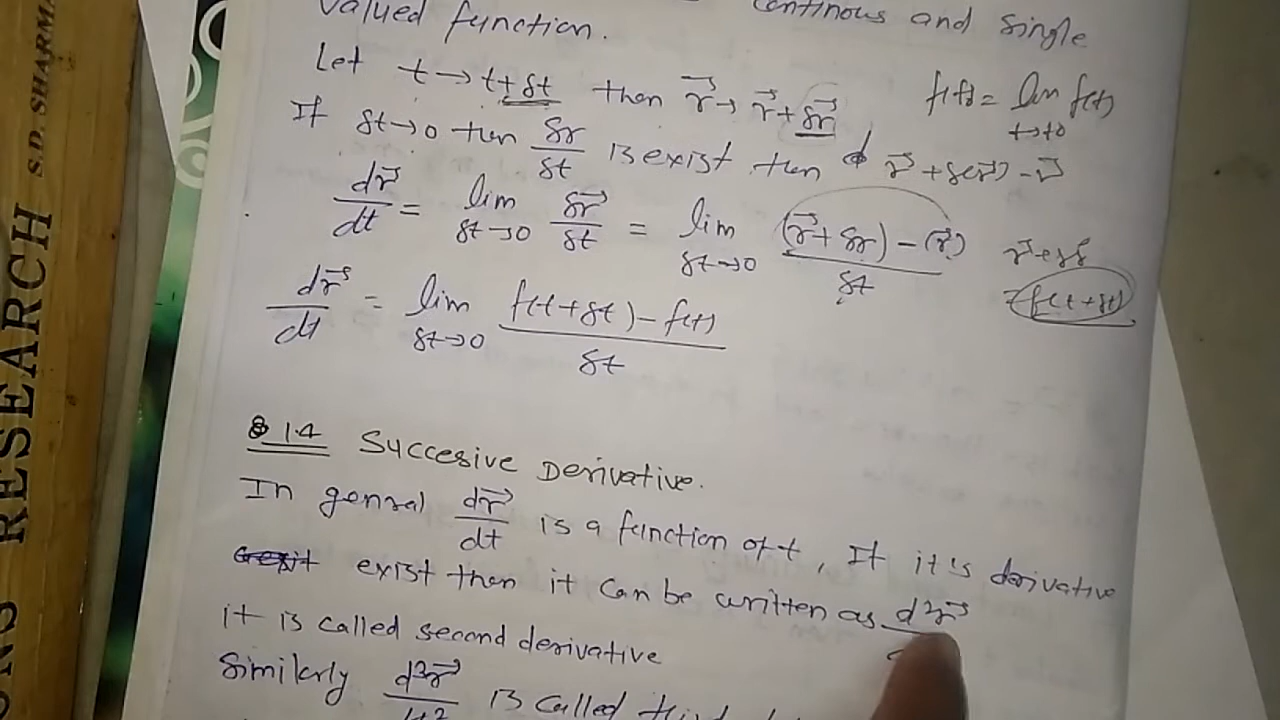 continous and single
valued function.
Let t → t+δt then r⃗ → r⃗ + δr⃗ f(t) = lim t→t0 f(t)
If δt→0 then δr/δt is exist then r⃗ + δ(r⃗) - r⃗
dr⃗/dt = lim δt→0 δr⃗/δt = lim δt→0 (r⃗ + δr) - (r⃗)/δt r⃗+δr
dr⃗/dt = lim δt→0 f(t+δt) - f(t)/δt = f(t+δt)
1.4 Succesive Derivative.
In genral dr⃗/dt is a function of t, If it's derivative
exist then it can be written as d²r⃗
it is called second derivative
Similarly d³r⃗ is called
S.D. SHARMA
RESEARCH